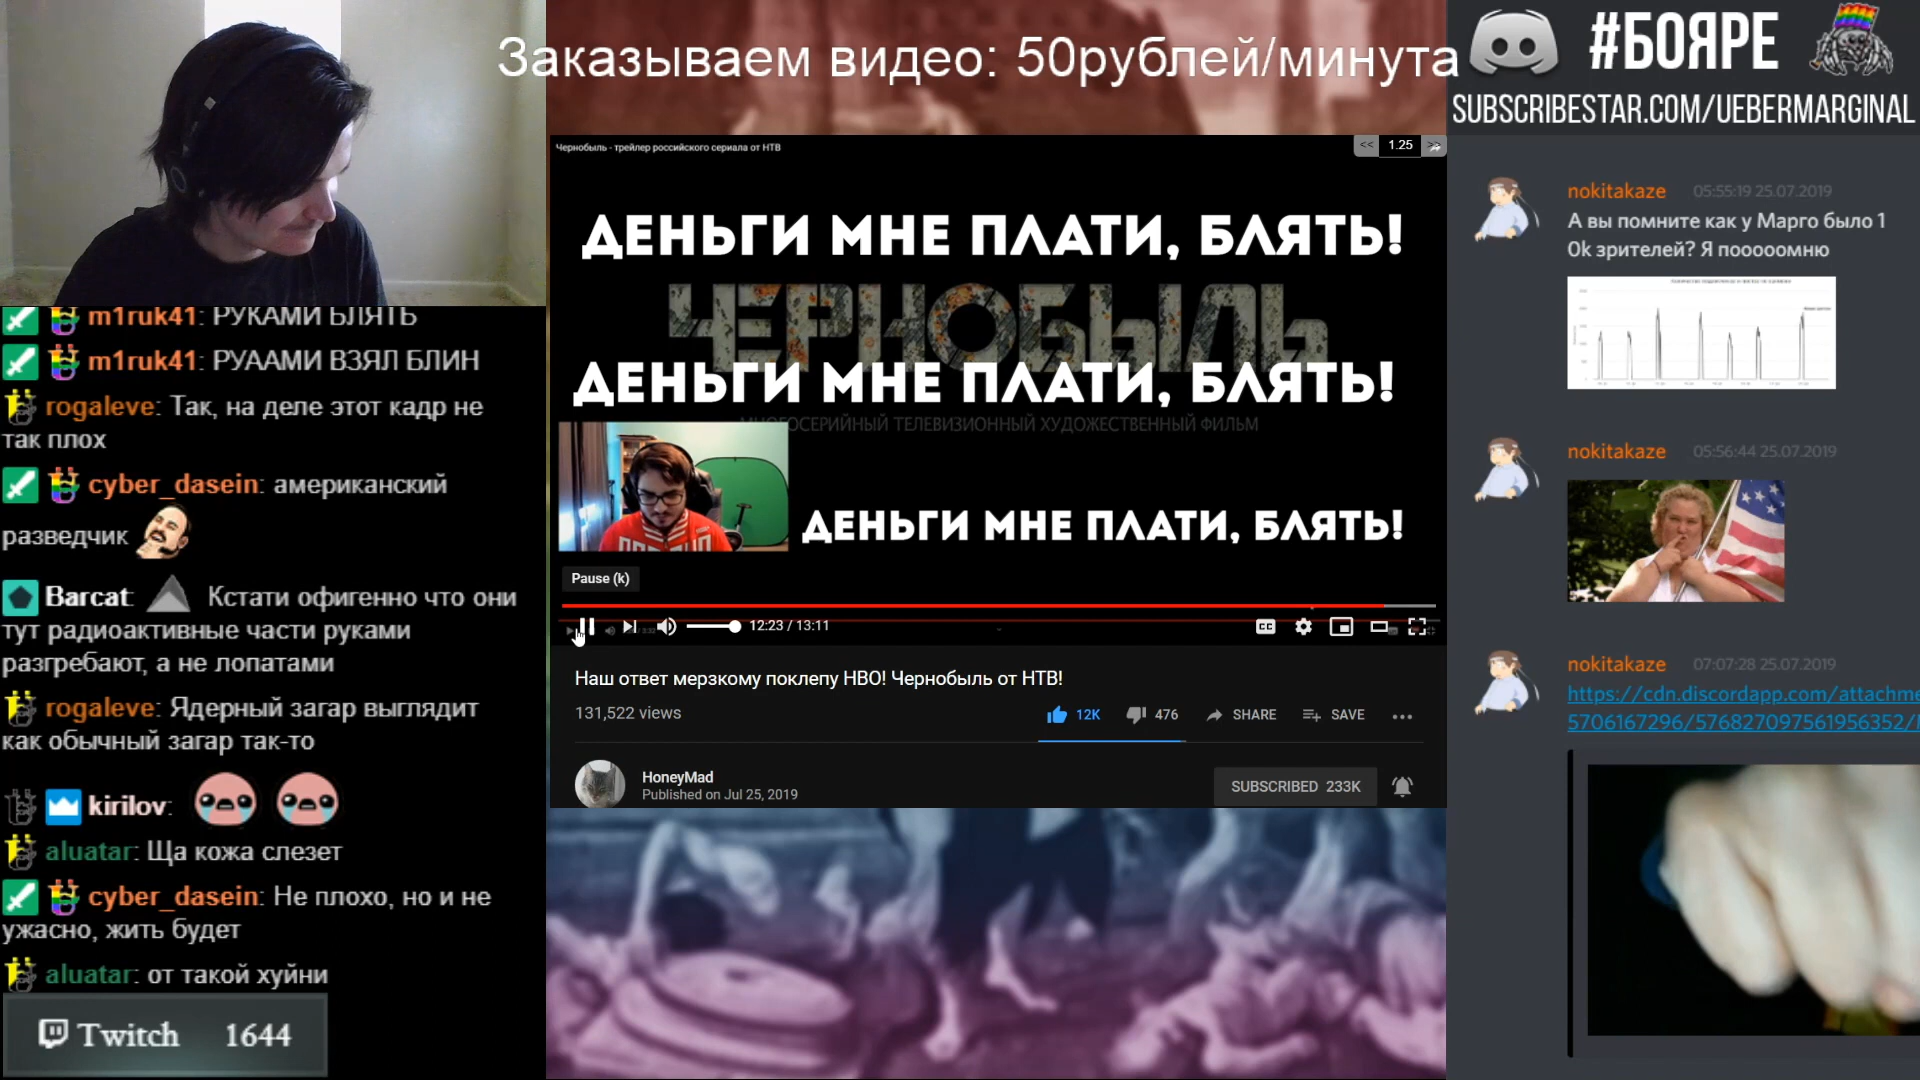 Заказываем видео: 50рублей/минута
#БОЯРЕ
SUBSCRIBESTAR.COM/UEBERMARGINAL
Чернобыль - трейлер российского сериала от НТВ
<< 1.25 >>
ДЕНЬГИ МНЕ ПЛАТИ, БЛЯТЬ!
ЧЕРНОБЫЛЬ
ДЕНЬГИ МНЕ ПЛАТИ, БЛЯТЬ!
МНОГОСЕРИЙНЫЙ ТЕЛЕВИЗИОННЫЙ ХУДОЖЕСТВЕННЫЙ ФИЛЬМ
ДЕНЬГИ МНЕ ПЛАТИ, БЛЯТЬ!
Pause (k)
12:23 / 13:11
CC
Наш ответ мерзкому поклепу HBO! Чернобыль от НТВ!
131,522 views
12K 476 SHARE SAVE
HoneyMad
Published on Jul 25, 2019
SUBSCRIBED 233K
m1ruk41: РУКАМИ БЛЯТЬ
m1ruk41: РУААМИ ВЗЯЛ БЛИН
rogaleve: Так, на деле этот кадр не
так плох
cyber_dasein: американский
разведчик
Barcat: Кстати офигенно что они
тут радиоактивные части руками
разгребают, а не лопатами
rogaleve: Ядерный загар выглядит
как обычный загар так-то
kirilov:
aluatar: Ща кожа слезет
cyber_dasein: Не плохо, но и не
ужасно, жить будет
aluatar: от такой хуйни
Twitch 1644
nokitakaze 05:55:19 25.07.2019
А вы помните как у Марго было 1
0k зрителей? Я пооооомню
nokitakaze 05:56:44 25.07.2019
nokitakaze 07:07:28 25.07.2019
https://cdn.discordapp.com/attachme
5706167296/576827097561956352/